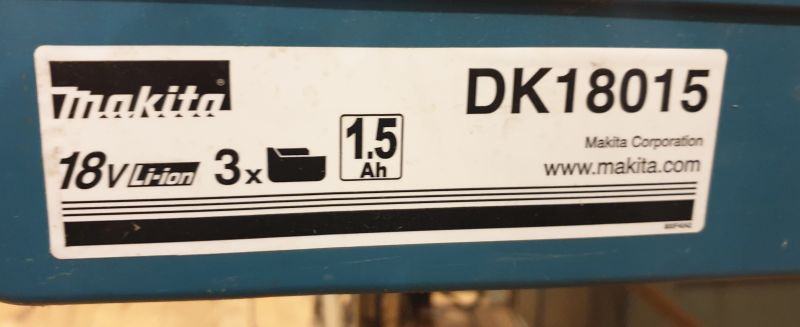 makita®
DK18015
18V Li-ion 3x 1.5 Ah
Makita Corporation
www.makita.com